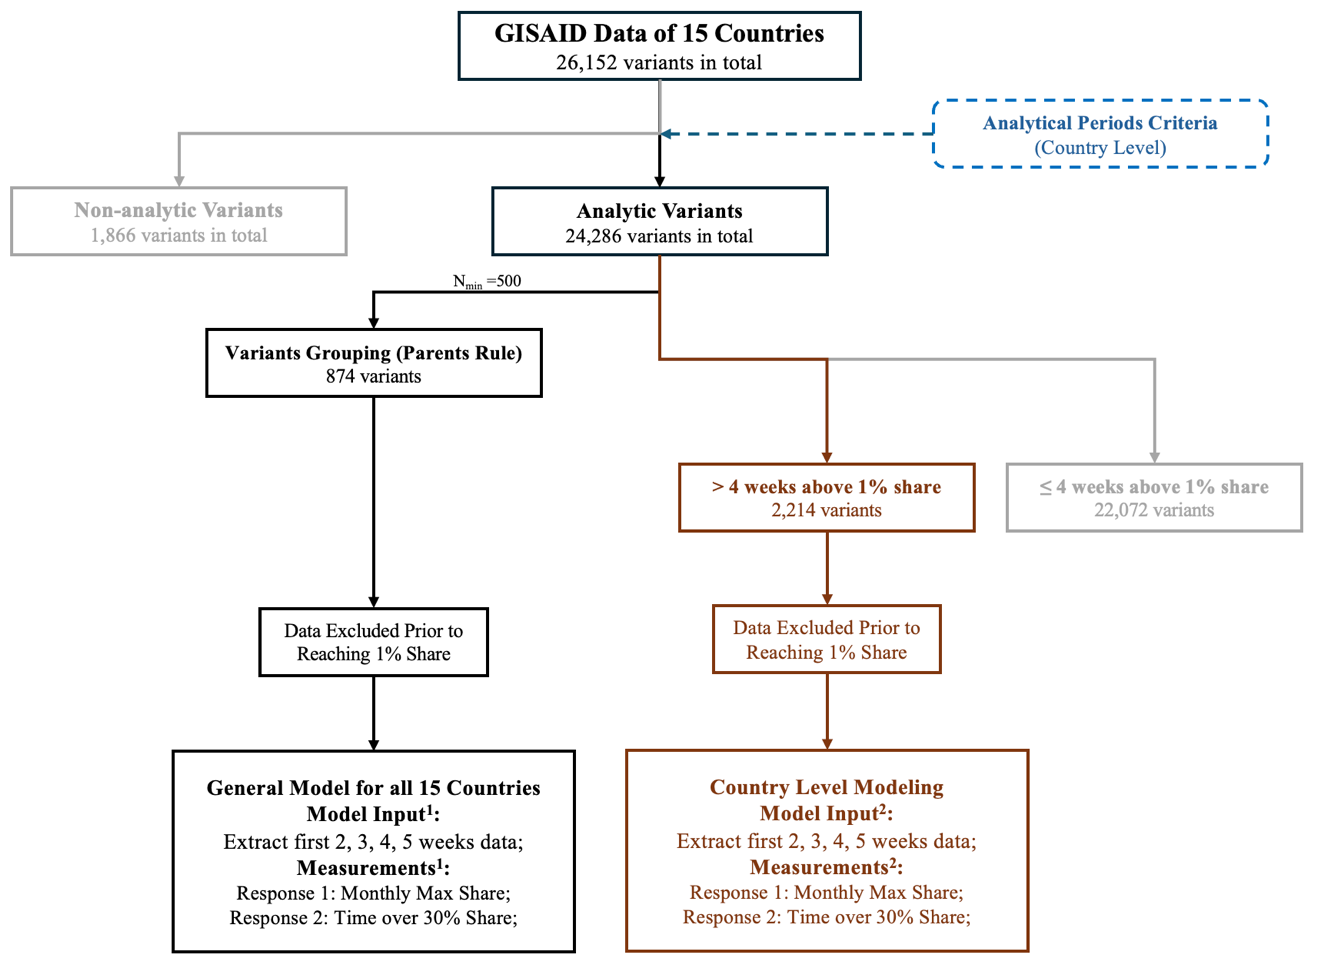 GISAID Data of 15 Countries
26,152 variants in total
Analytical Periods Criteria
(Country Level)
Non-analytic Variants
1,866 variants in total
Analytic Variants
24,286 variants in total
Nmin =500
Variants Grouping (Parents Rule)
874 variants
> 4 weeks above 1% share
2,214 variants
≤ 4 weeks above 1% share
22,072 variants
Data Excluded Prior to
Reaching 1% Share
Data Excluded Prior to
Reaching 1% Share
General Model for all 15 Countries
Model Input¹:
Extract first 2, 3, 4, 5 weeks data;
Measurements¹:
Response 1: Monthly Max Share;
Response 2: Time over 30% Share;
Country Level Modeling
Model Input²:
Extract first 2, 3, 4, 5 weeks data;
Measurements²:
Response 1: Monthly Max Share;
Response 2: Time over 30% Share;